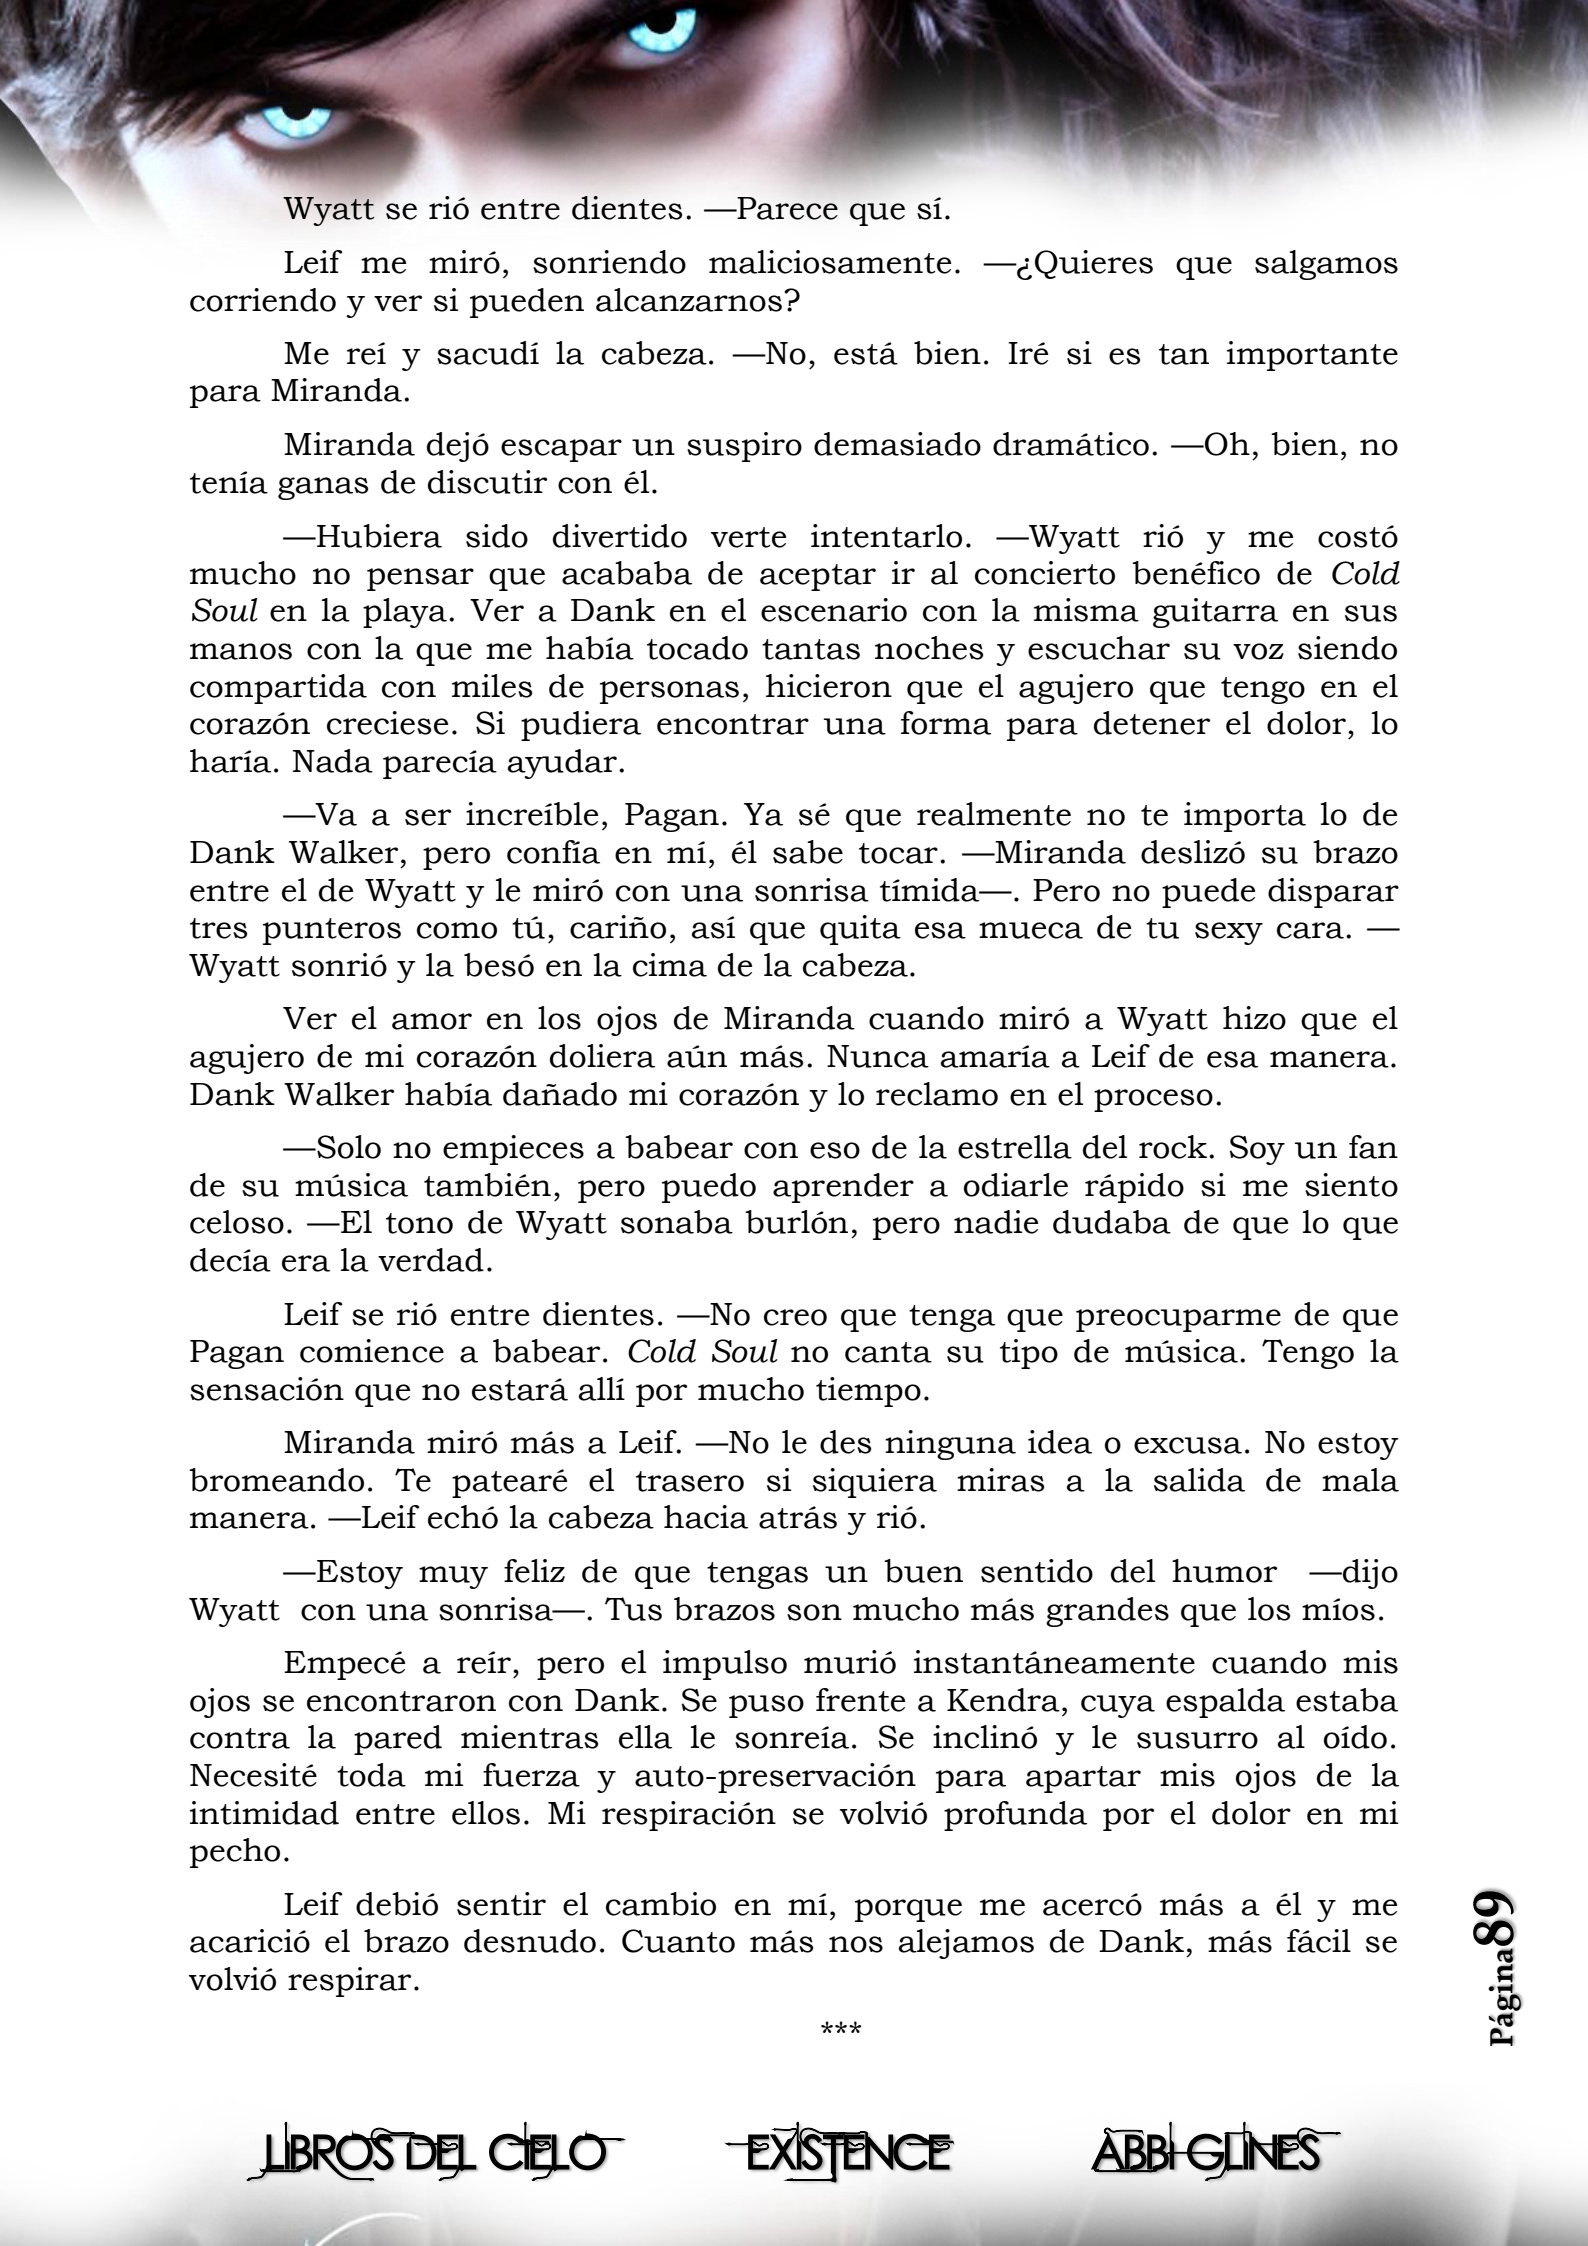 Wyatt se rió entre dientes. —Parece que sí.
Leif me miró, sonriendo maliciosamente. —¿Quieres que salgamos
corriendo y ver si pueden alcanzarnos?
Me reí y sacudí la cabeza. —No, está bien. Iré si es tan importante
para Miranda.
Miranda dejó escapar un suspiro demasiado dramático. —Oh, bien, no
tenía ganas de discutir con él.
—Hubiera sido divertido verte intentarlo. —Wyatt rió y me costó
mucho no pensar que acababa de aceptar ir al concierto benéfico de Cold
Soul en la playa. Ver a Dank en el escenario con la misma guitarra en sus
manos con la que me había tocado tantas noches y escuchar su voz siendo
compartida con miles de personas, hicieron que el agujero que tengo en el
corazón creciese. Si pudiera encontrar una forma para detener el dolor, lo
haría. Nada parecía ayudar.
—Va a ser increíble, Pagan. Ya sé que realmente no te importa lo de
Dank Walker, pero confía en mí, él sabe tocar. —Miranda deslizó su brazo
entre el de Wyatt y le miró con una sonrisa tímida—. Pero no puede disparar
tres punteros como tú, cariño, así que quita esa mueca de tu sexy cara. —
Wyatt sonrió y la besó en la cima de la cabeza.
Ver el amor en los ojos de Miranda cuando miró a Wyatt hizo que el
agujero de mi corazón doliera aún más. Nunca amaría a Leif de esa manera.
Dank Walker había dañado mi corazón y lo reclamo en el proceso.
—Solo no empieces a babear con eso de la estrella del rock. Soy un fan
de su música también, pero puedo aprender a odiarle rápido si me siento
celoso. —El tono de Wyatt sonaba burlón, pero nadie dudaba de que lo que
decía era la verdad.
Leif se rió entre dientes. —No creo que tenga que preocuparme de que
Pagan comience a babear. Cold Soul no canta su tipo de música. Tengo la
sensación que no estará allí por mucho tiempo.
Miranda miró más a Leif. —No le des ninguna idea o excusa. No estoy
bromeando. Te patearé el trasero si siquiera miras a la salida de mala
manera. —Leif echó la cabeza hacia atrás y rió.
—Estoy muy feliz de que tengas un buen sentido del humor —dijo
Wyatt con una sonrisa—. Tus brazos son mucho más grandes que los míos.
Empecé a reír, pero el impulso murió instantáneamente cuando mis
ojos se encontraron con Dank. Se puso frente a Kendra, cuya espalda estaba
contra la pared mientras ella le sonreía. Se inclinó y le susurro al oído.
Necesité toda mi fuerza y auto-preservación para apartar mis ojos de la
intimidad entre ellos. Mi respiración se volvió profunda por el dolor en mi
pecho.
Leif debió sentir el cambio en mí, porque me acercó más a él y me
acarició el brazo desnudo. Cuanto más nos alejamos de Dank, más fácil se
volvió respirar.
***
Página89
LIBROS DEL CIELO EXISTENCE ABBI GLINES